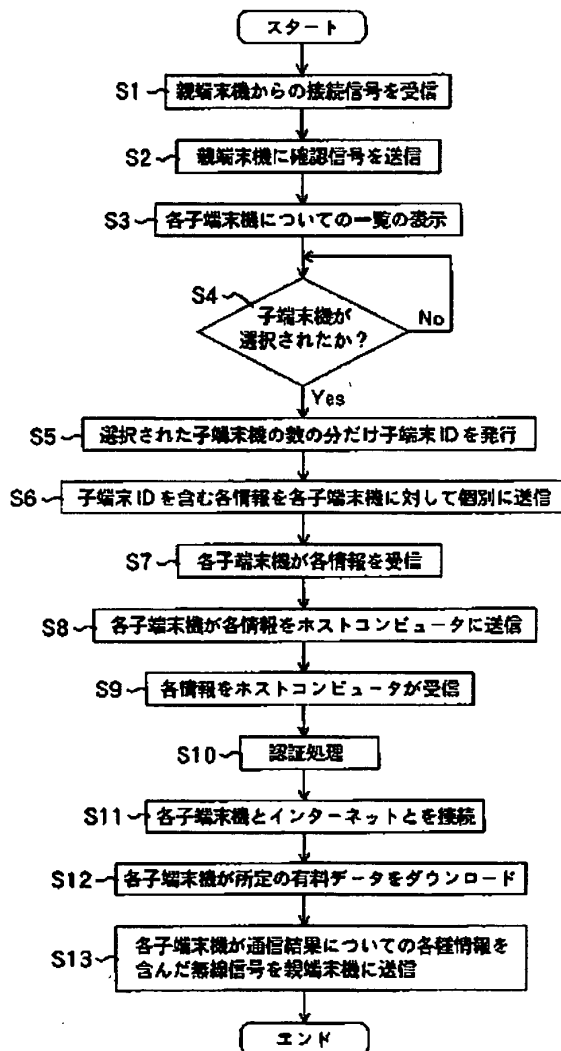 スタート
S1 親端末機からの接続信号を受信
S2 親端末機に確認信号を送信
S3 各子端末機についての一覧の表示
S4 子端末機が
選択されたか?
No
Yes
S5 選択された子端末機の数の分だけ子端末IDを発行
S6 子端末IDを含む各情報を各子端末機に対して個別に送信
S7 各子端末機が各情報を受信
S8 各子端末機が各情報をホストコンピュータに送信
S9 各情報をホストコンピュータが受信
S10 認証処理
S11 各子端末機とインターネットとを接続
S12 各子端末機が所定の有料データをダウンロード
S13 各子端末機が通信結果についての各種情報を
含んだ無線信号を親端末機に送信
エンド